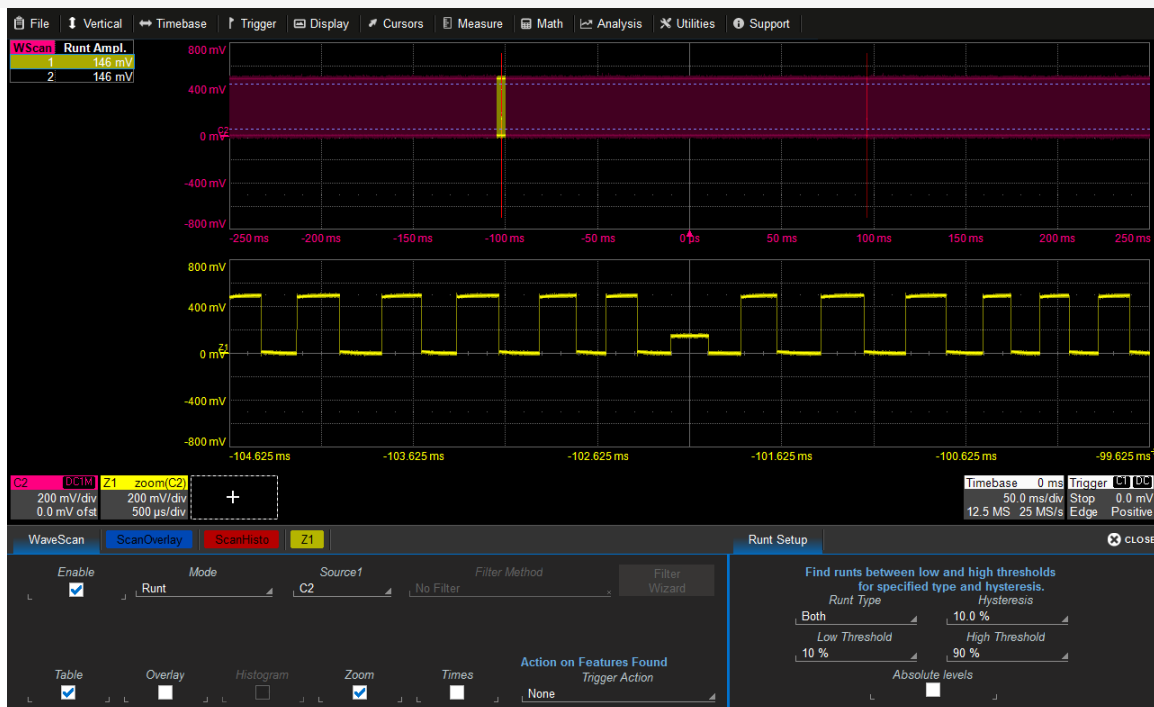 File Vertical Timebase Trigger Display Cursors Measure Math Analysis Utilities Support
WScan Runt Ampl.
1 146 mV
2 146 mV
800 mV
400 mV
C2
0 mV
-400 mV
-800 mV
-250 ms -200 ms -150 ms -100 ms -50 ms 0 ps 50 ms 100 ms 150 ms 200 ms 250 ms
800 mV
400 mV
Z1
0 mV
-400 mV
-800 mV
-104.625 ms -103.625 ms -102.625 ms -101.625 ms -100.625 ms -99.625 ms
C2 DC1M Z1 zoom(C2)
200 mV/div 200 mV/div
0.0 mV ofst 500 µs/div
+
Timebase 0 ms Trigger C1 DC
50.0 ms/div Stop 0.0 mV
12.5 MS 25 MS/s Edge Positive
WaveScan ScanOverlay ScanHisto Z1 Runt Setup CLOSE
Enable Mode Source1 Filter Method Filter Wizard
Runt C2 No Filter
Find runts between low and high thresholds
for specified type and hysteresis.
Runt Type Hysteresis
Both 10.0 %
Low Threshold High Threshold
10 % 90 %
Action on Features Found
Table Overlay Histogram Zoom Times Trigger Action Absolute levels
None